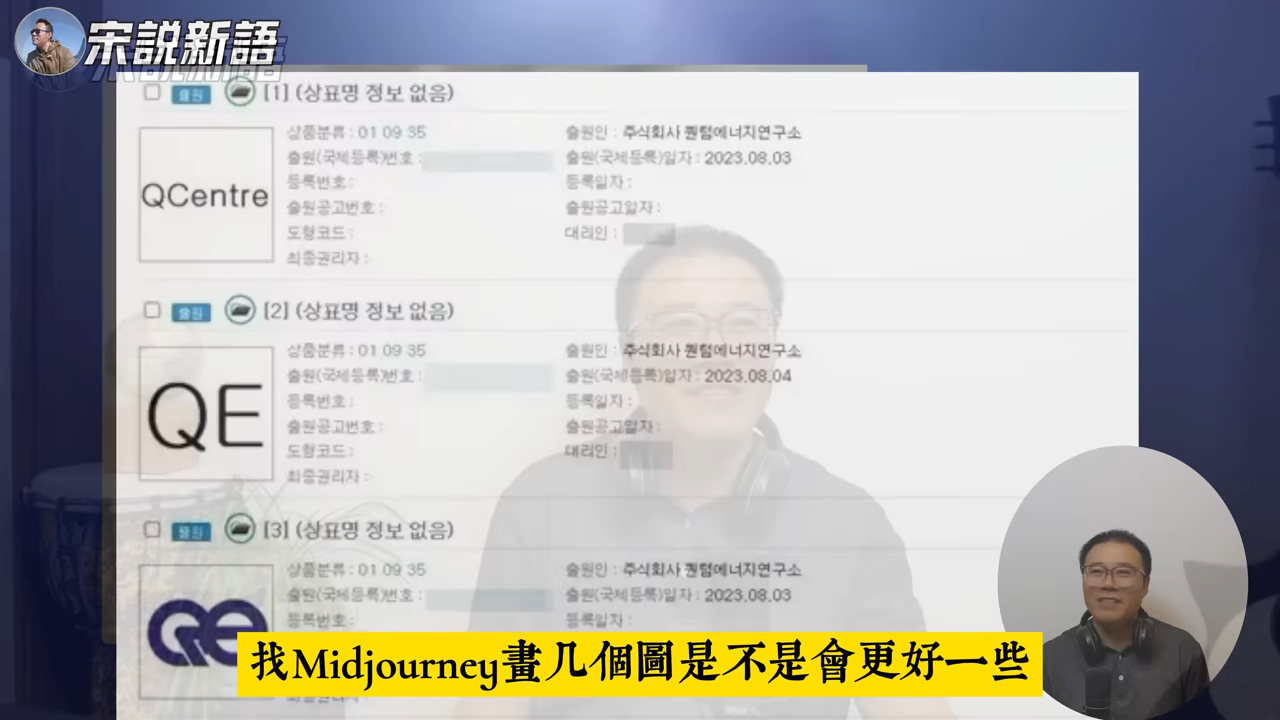 宋説新語
출원 [1] (상표명 정보 없음)
QCentre
상품분류 : 01 09 35
출원인 : 주식회사 퀀텀에너지연구소
출원(국제등록)번호 :
출원(국제등록)일자 : 2023.08.03
등록번호 :
등록일자 :
출원공고번호 :
출원공고일자 :
도형코드 :
대리인 :
최종권리자 :
출원 [2] (상표명 정보 없음)
QE
상품분류 : 01 09 35
출원인 : 주식회사 퀀텀에너지연구소
출원(국제등록)번호 :
출원(국제등록)일자 : 2023.08.04
등록번호 :
등록일자 :
출원공고번호 :
출원공고일자 :
도형코드 :
대리인 :
최종권리자 :
출원 [3] (상표명 정보 없음)
Qe
상품분류 : 01 09 35
출원인 : 주식회사 퀀텀에너지연구소
출원(국제등록)번호 :
출원(국제등록)일자 : 2023.08.03
등록번호 :
등록일자 :
找Midjourney畫几個圖是不是會更好一些